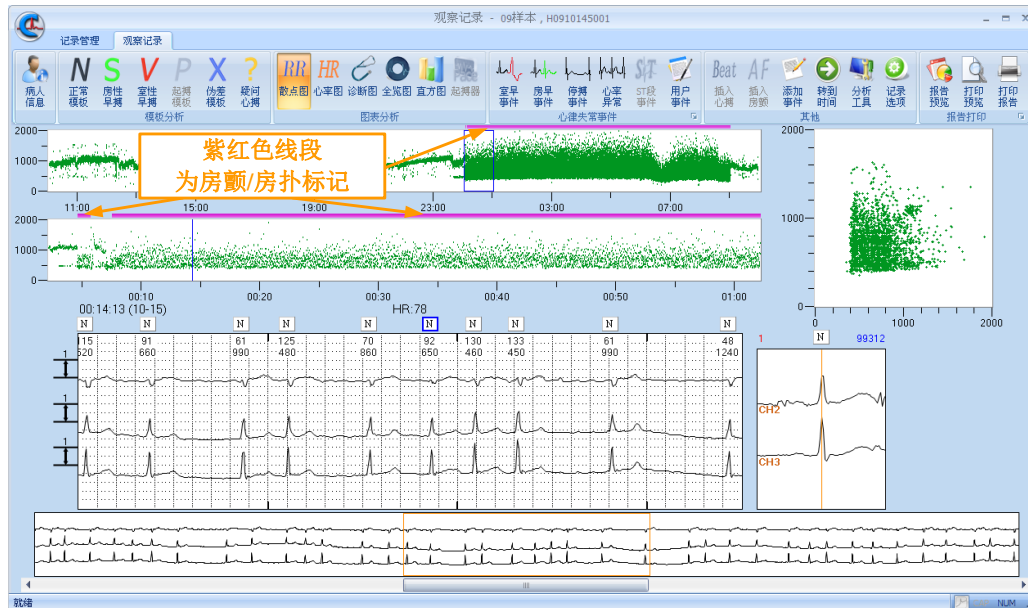 观察记录 - 09样本 , H0910145001
记录管理 观察记录
病人信息
N 正常模板
S 房性早搏
V 室性早搏
P 起搏模板
X 伪差模板
? 疑问心搏
RR 散点图
HR 心率图
诊断图
全览图
直方图
起搏器
室早事件
房早事件
停搏事件
心率异常
S|T ST段事件
用户事件
Beat 插入心搏
AF 插入房颤
添加事件
转到时间
分析工具
记录选项
报告预览
打印预览
打印报告
模板分析 图表分析 心律失常事件 其他 报告打印
紫红色线段
为房颤/房扑标记
2000
1000
0
11:00 15:00 19:00 23:00 03:00 07:00
2000
1000
0
00:10 00:20 00:30 00:40 00:50 01:00
2000
1000
0
0 1000 2000
00:14:13 (10-15) HR:78
N N N N N N N N N N
115 91 61 125 70 92 130 133 61 48
520 660 990 480 860 650 460 450 990 1240
1
1
1
1 N 99312
CH2
CH3
就绪 NUM